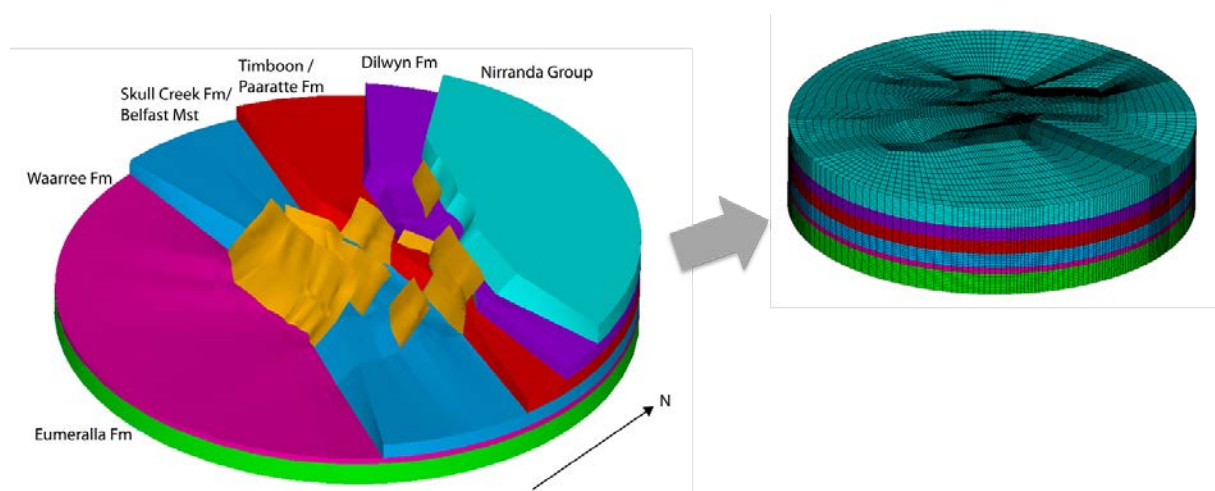 Timboon /
Paaratte Fm
Dilwyn Fm
Nirranda Group
Skull Creek Fm/
Belfast Mst
Waarree Fm
Eumeralla Fm
N